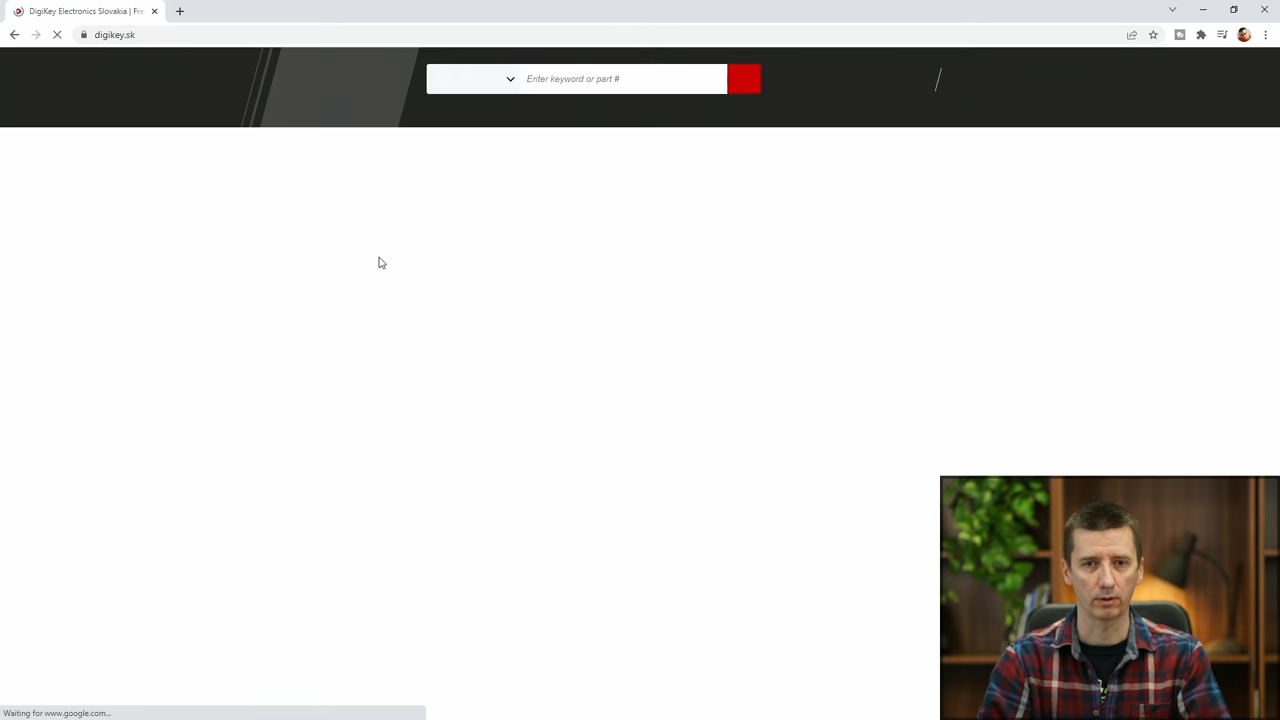 DigiKey Electronics Slovakia | Fre
digikey.sk
Enter keyword or part #
Waiting for www.google.com...